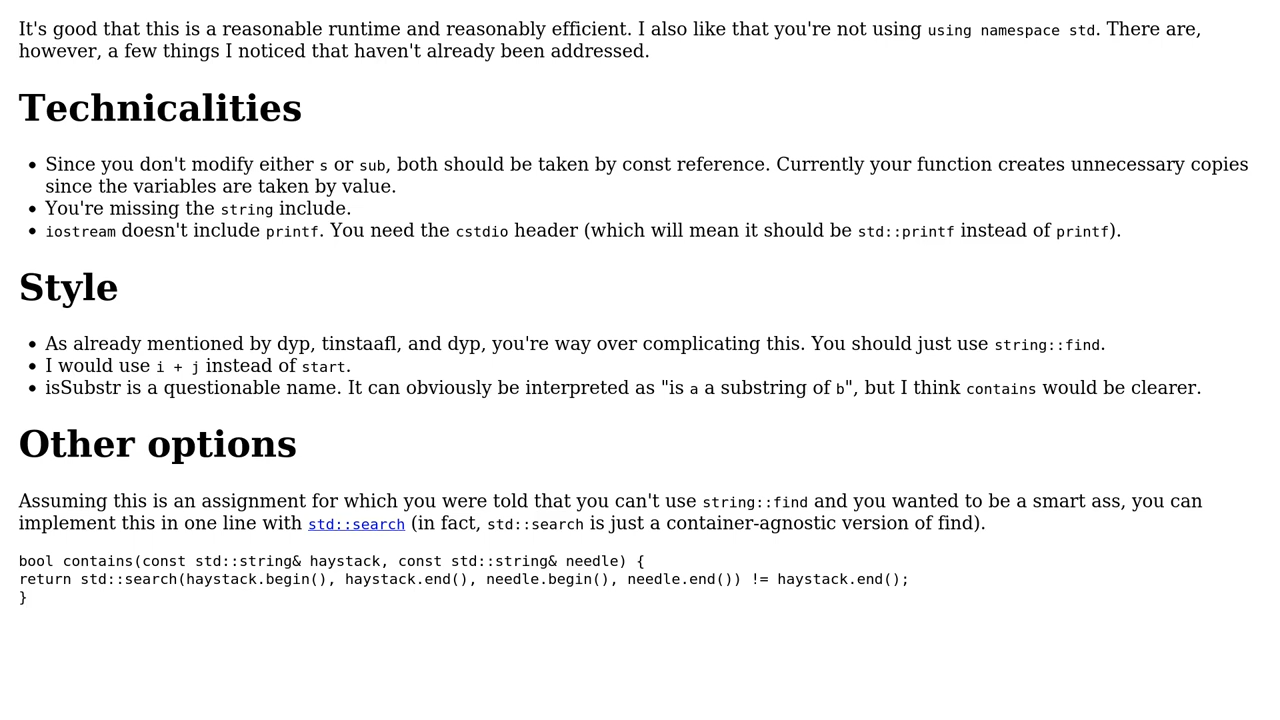 It's good that this is a reasonable runtime and reasonably efficient. I also like that you're not using using namespace std. There are,
however, a few things I noticed that haven't already been addressed.
Technicalities
• Since you don't modify either s or sub, both should be taken by const reference. Currently your function creates unnecessary copies
since the variables are taken by value.
• You're missing the string include.
• iostream doesn't include printf. You need the cstdio header (which will mean it should be std::printf instead of printf).
Style
• As already mentioned by dyp, tinstaafl, and dyp, you're way over complicating this. You should just use string::find.
• I would use i + j instead of start.
• isSubstr is a questionable name. It can obviously be interpreted as "is a a substring of b", but I think contains would be clearer.
Other options
Assuming this is an assignment for which you were told that you can't use string::find and you wanted to be a smart ass, you can
implement this in one line with std::search (in fact, std::search is just a container-agnostic version of find).
bool contains(const std::string& haystack, const std::string& needle) {
return std::search(haystack.begin(), haystack.end(), needle.begin(), needle.end()) != haystack.end();
}